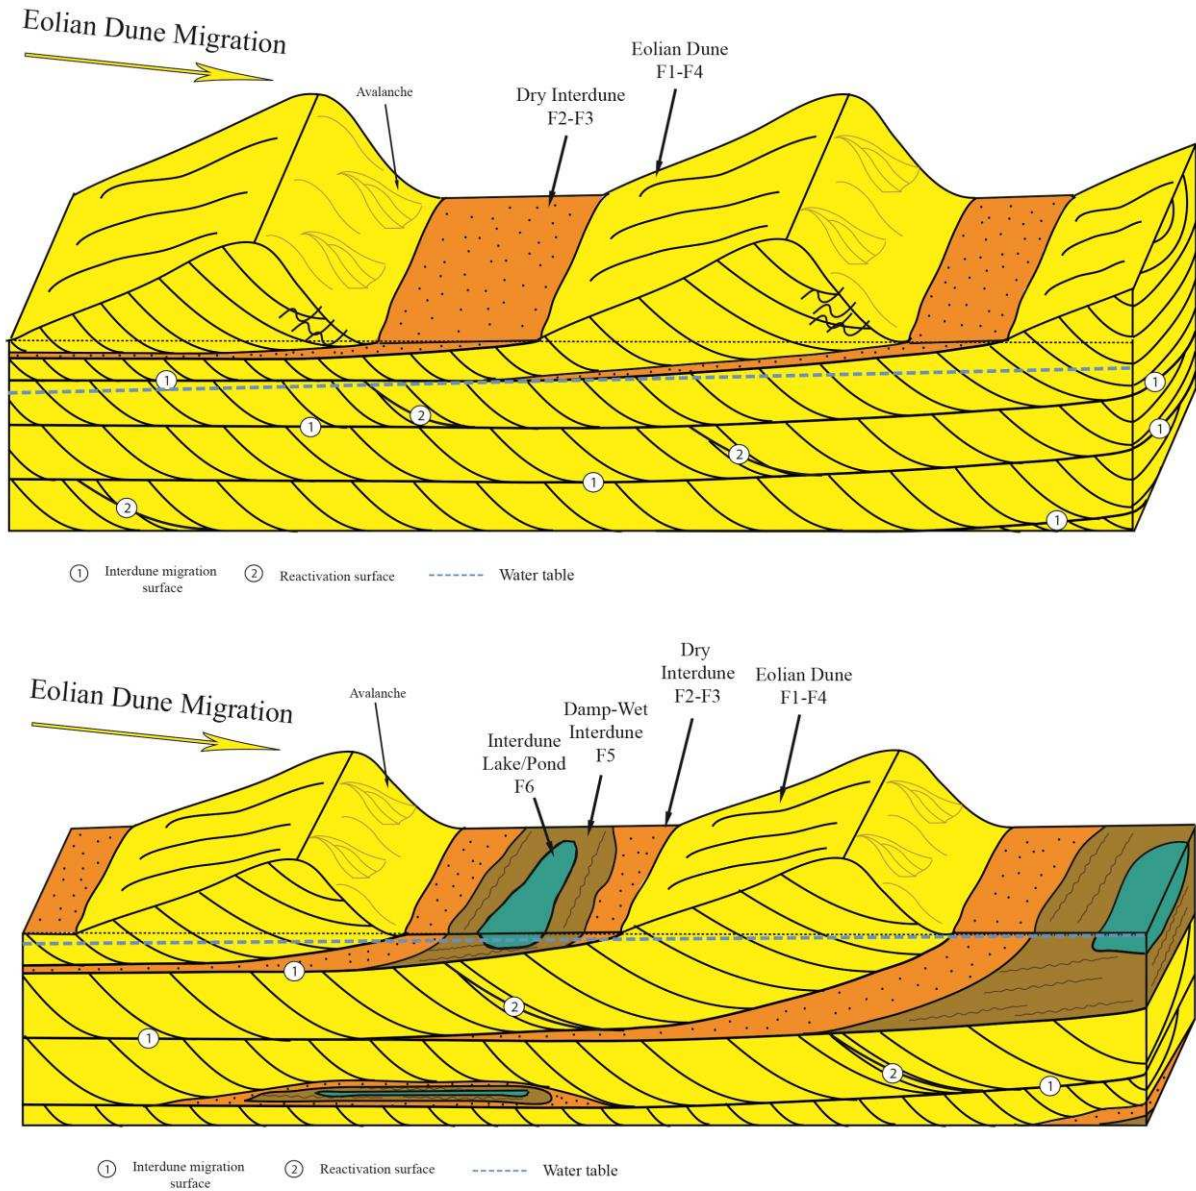 Eolian Dune Migration
Avalanche
Dry Interdune
F2-F3
Eolian Dune
F1-F4
1
2
1
2
1
2
1
1
1
1 Interdune migration
surface
2 Reactivation surface
Water table
Eolian Dune Migration
Avalanche
Interdune
Lake/Pond
F6
Damp-Wet
Interdune
F5
Dry
Interdune
F2-F3
Eolian Dune
F1-F4
1
2
1
2
1
1 Interdune migration
surface
2 Reactivation surface
Water table